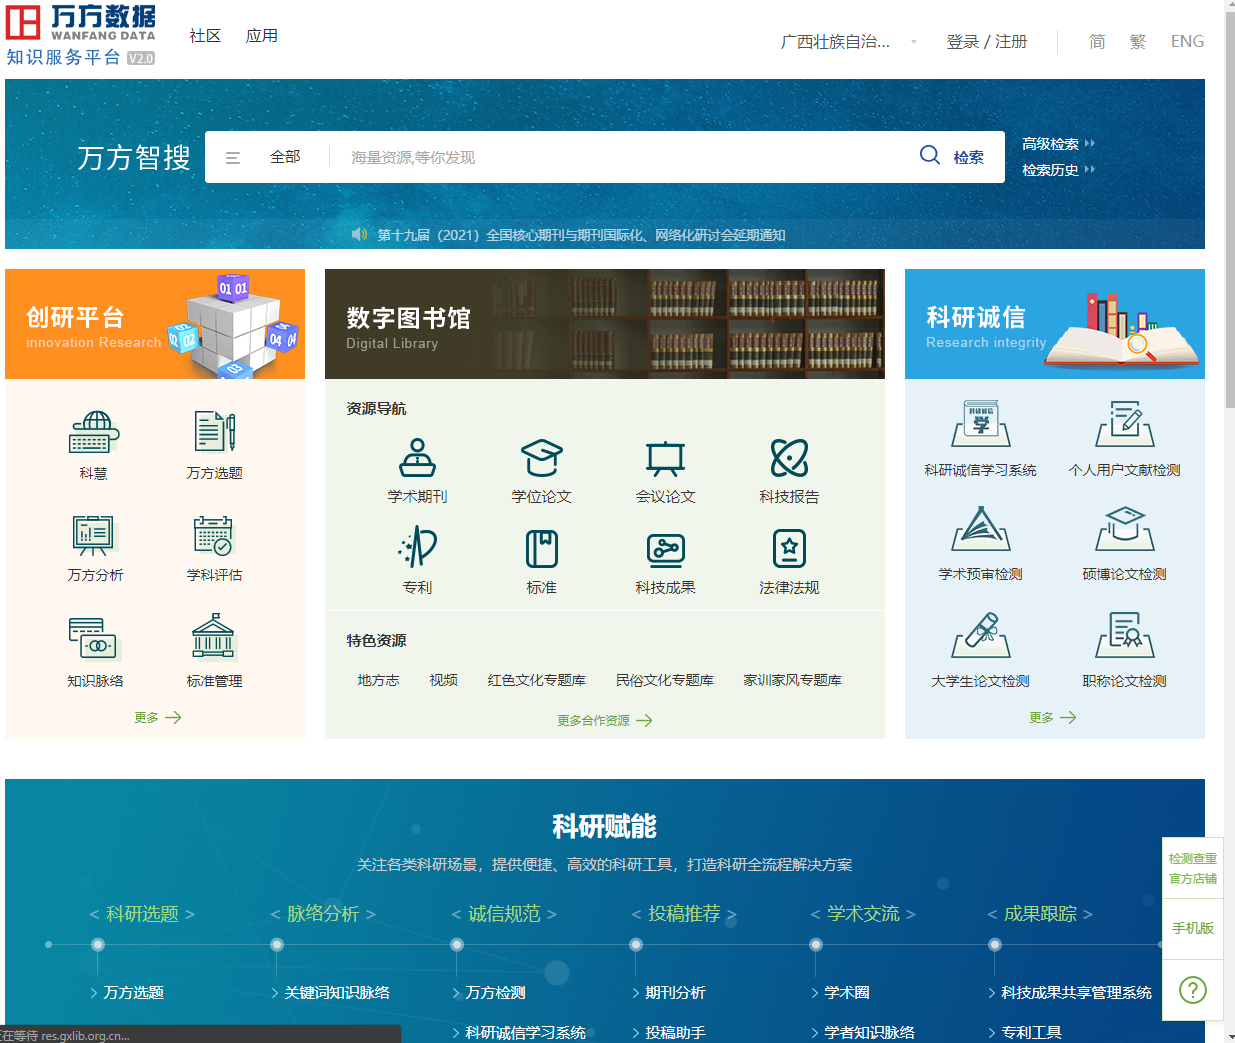 万方数据
WANFANG DATA
知识服务平台 V2.0
社区 应用
广西壮族自治... 登录 / 注册 简 繁 ENG
万方智搜
全部 海量资源,等你发现 检索
高级检索
检索历史
第十九届（2021）全国核心期刊与期刊国际化、网络化研讨会延期通知
创研平台
innovation Research
01 01
02 02
04 04
03
科慧 万方选题
万方分析 学科评估
知识脉络 标准管理
更多
数字图书馆
Digital Library
资源导航
学术期刊 学位论文 会议论文 科技报告
专利 标准 科技成果 法律法规
特色资源
地方志 视频 红色文化专题库 民俗文化专题库 家训家风专题库
更多合作资源
科研诚信
Research integrity
科研诚信
学
科研诚信学习系统 个人用户文献检测
学术预审检测 硕博论文检测
大学生论文检测 职称论文检测
更多
科研赋能
关注各类科研场景，提供便捷、高效的科研工具，打造科研全流程解决方案
< 科研选题 > < 脉络分析 > < 诚信规范 > < 投稿推荐 > < 学术交流 > < 成果跟踪 >
> 万方选题 > 关键词知识脉络 > 万方检测 > 期刊分析 > 学术圈 > 科技成果共享管理系统
> 科研诚信学习系统 > 投稿助手 > 学者知识脉络 > 专利工具
检测查重
官方店铺
手机版
?
正在等待 res.gxlib.org.cn...